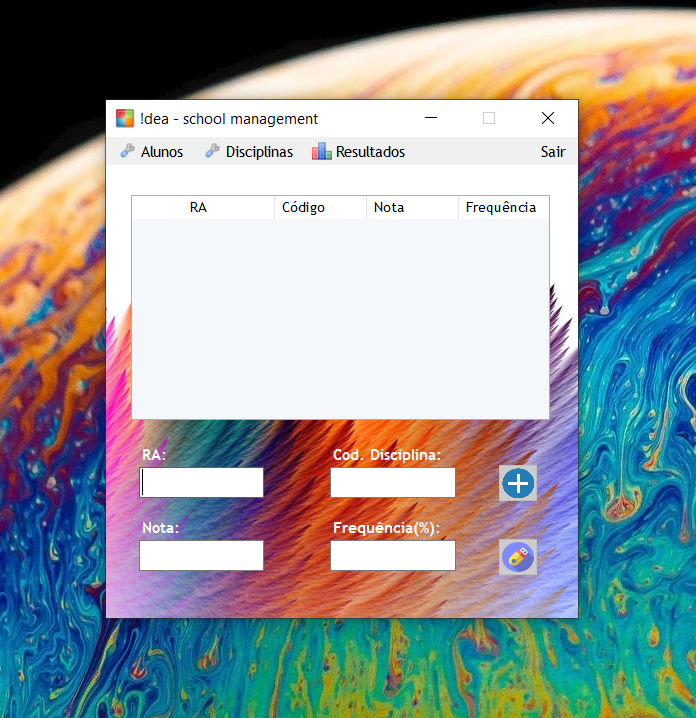 !dea - school management
Alunos Disciplinas Resultados Sair
RA Código Nota Frequência
RA: Cod. Disciplina:
Nota: Frequência(%):